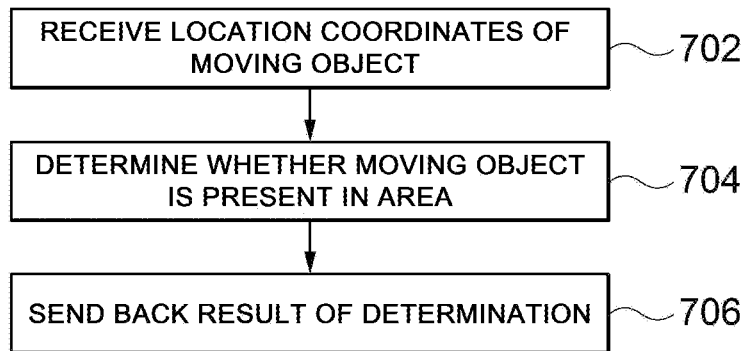 RECEIVE LOCATION COORDINATES OF
MOVING OBJECT
702
DETERMINE WHETHER MOVING OBJECT
IS PRESENT IN AREA
704
SEND BACK RESULT OF DETERMINATION
706